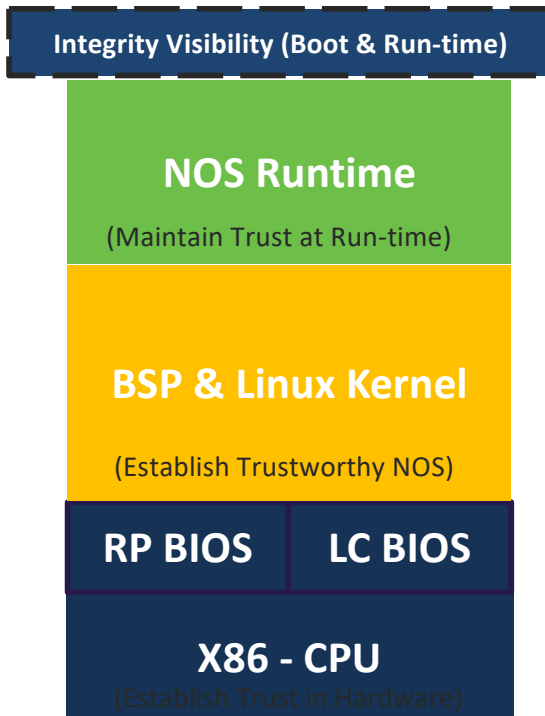 Integrity Visibility (Boot & Run-time)
NOS Runtime
(Maintain Trust at Run-time)
BSP & Linux Kernel
(Establish Trustworthy NOS)
RP BIOS LC BIOS
X86 - CPU
(Establish Trust in Hardware)